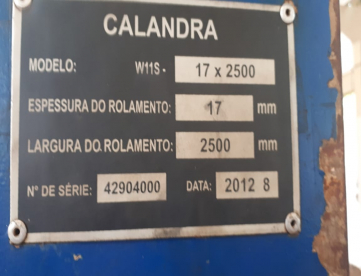 CALANDRA
MODELO: W11S - 17 x 2500
ESPESSURA DO ROLAMENTO: 17 mm
LARGURA DO ROLAMENTO: 2500 mm
N° DE SÉRIE: 42904000 DATA: 2012 8